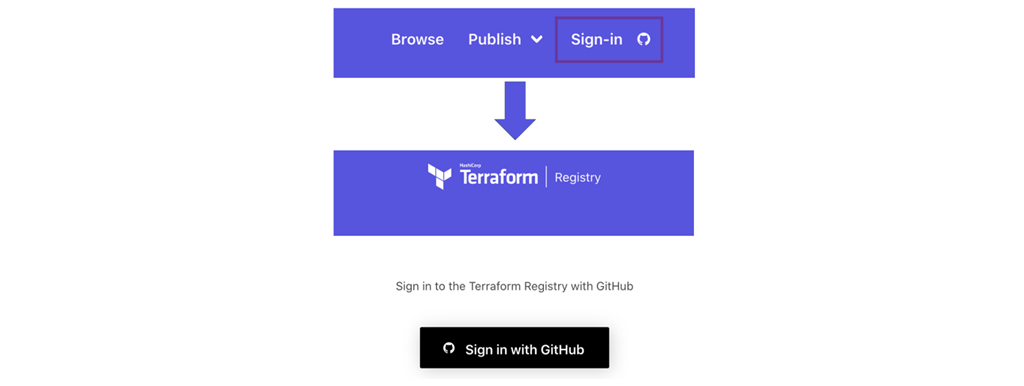 Browse Publish Sign-in
HashiCorp
Terraform Registry
Sign in to the Terraform Registry with GitHub
Sign in with GitHub